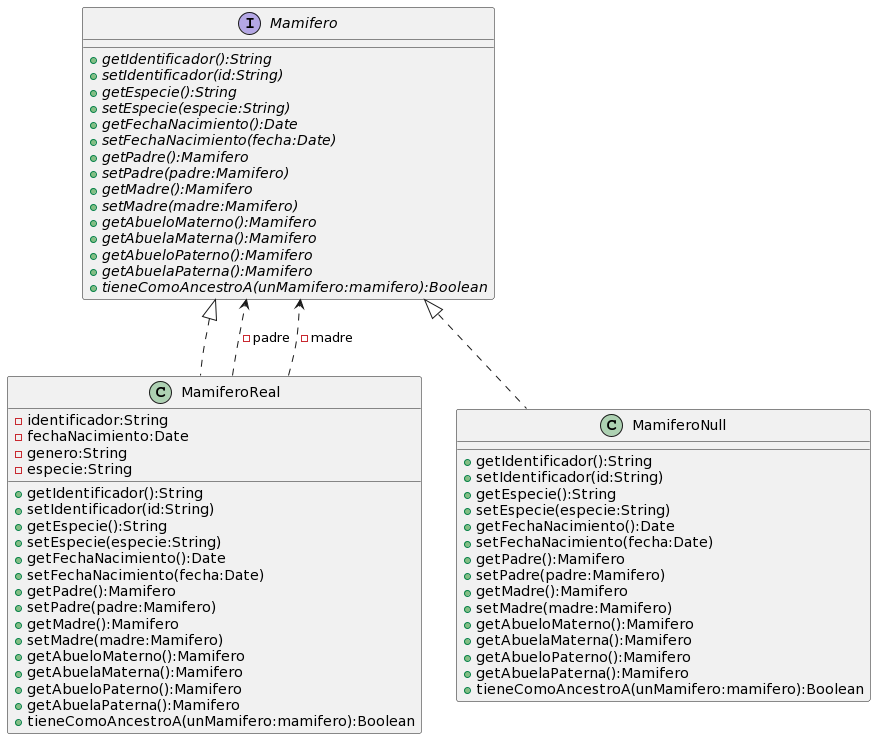 I Mamifero
getIdentificador():String
setIdentificador(id:String)
getEspecie():String
setEspecie(especie:String)
getFechaNacimiento():Date
setFechaNacimiento(fecha:Date)
getPadre():Mamifero
setPadre(padre:Mamifero)
getMadre():Mamifero
setMadre(madre:Mamifero)
getAbueloMaterno():Mamifero
getAbuelaMaterna():Mamifero
getAbueloPaterno():Mamifero
getAbuelaPaterna():Mamifero
tieneComoAncestroA(unMamifero:mamifero):Boolean
padre
madre
C MamiferoReal
identificador:String
fechaNacimiento:Date
genero:String
especie:String
getIdentificador():String
setIdentificador(id:String)
getEspecie():String
setEspecie(especie:String)
getFechaNacimiento():Date
setFechaNacimiento(fecha:Date)
getPadre():Mamifero
setPadre(padre:Mamifero)
getMadre():Mamifero
setMadre(madre:Mamifero)
getAbueloMaterno():Mamifero
getAbuelaMaterna():Mamifero
getAbueloPaterno():Mamifero
getAbuelaPaterna():Mamifero
tieneComoAncestroA(unMamifero:mamifero):Boolean
C MamiferoNull
getIdentificador():String
setIdentificador(id:String)
getEspecie():String
setEspecie(especie:String)
getFechaNacimiento():Date
setFechaNacimiento(fecha:Date)
getPadre():Mamifero
setPadre(padre:Mamifero)
getMadre():Mamifero
setMadre(madre:Mamifero)
getAbueloMaterno():Mamifero
getAbuelaMaterna():Mamifero
getAbueloPaterno():Mamifero
getAbuelaPaterna():Mamifero
tieneComoAncestroA(unMamifero:mamifero):Boolean